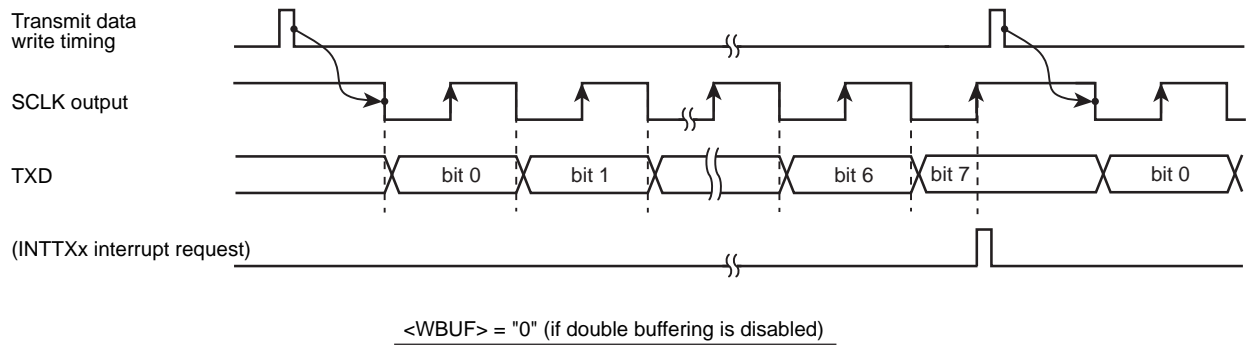 Transmit data
write timing
SCLK output
TXD
bit 0
bit 1
bit 6
bit 7
bit 0
(INTTXx interrupt request)
<WBUF> = "0" (if double buffering is disabled)